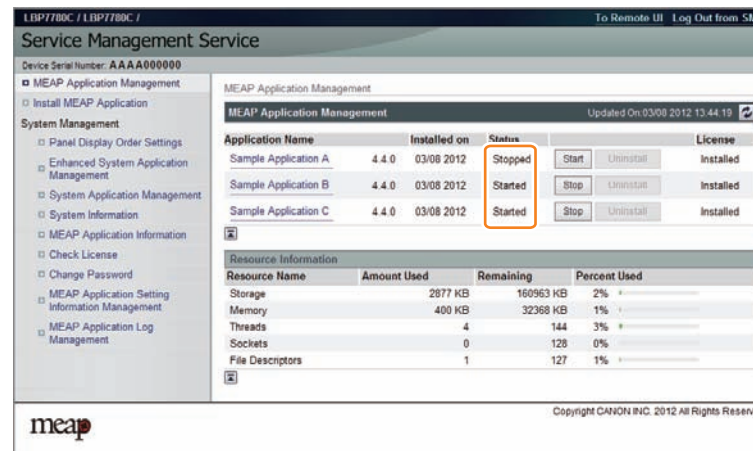 LBP7780C / LBP7780C /
To Remote UI Log Out from SM
Service Management Service
Device Serial Number: AAAA000000
MEAP Application Management
Install MEAP Application
System Management
Panel Display Order Settings
Enhanced System Application
Management
System Application Management
System Information
MEAP Application Information
Check License
Change Password
MEAP Application Setting
Information Management
MEAP Application Log
Management
MEAP Application Management
MEAP Application Management Updated On:03/08 2012 13:44:19
Application Name Installed on Status License
Sample Application A 4.4.0 03/08 2012 Stopped Start Uninstall Installed
Sample Application B 4.4.0 03/08 2012 Started Stop Uninstall Installed
Sample Application C 4.4.0 03/08 2012 Started Stop Uninstall Installed
Resource Information
Resource Name Amount Used Remaining Percent Used
Storage 2877 KB 160963 KB 2%
Memory 400 KB 32368 KB 1%
Threads 4 144 3%
Sockets 0 128 0%
File Descriptors 1 127 1%
Copyright CANON INC. 2012 All Rights Reserv
meap